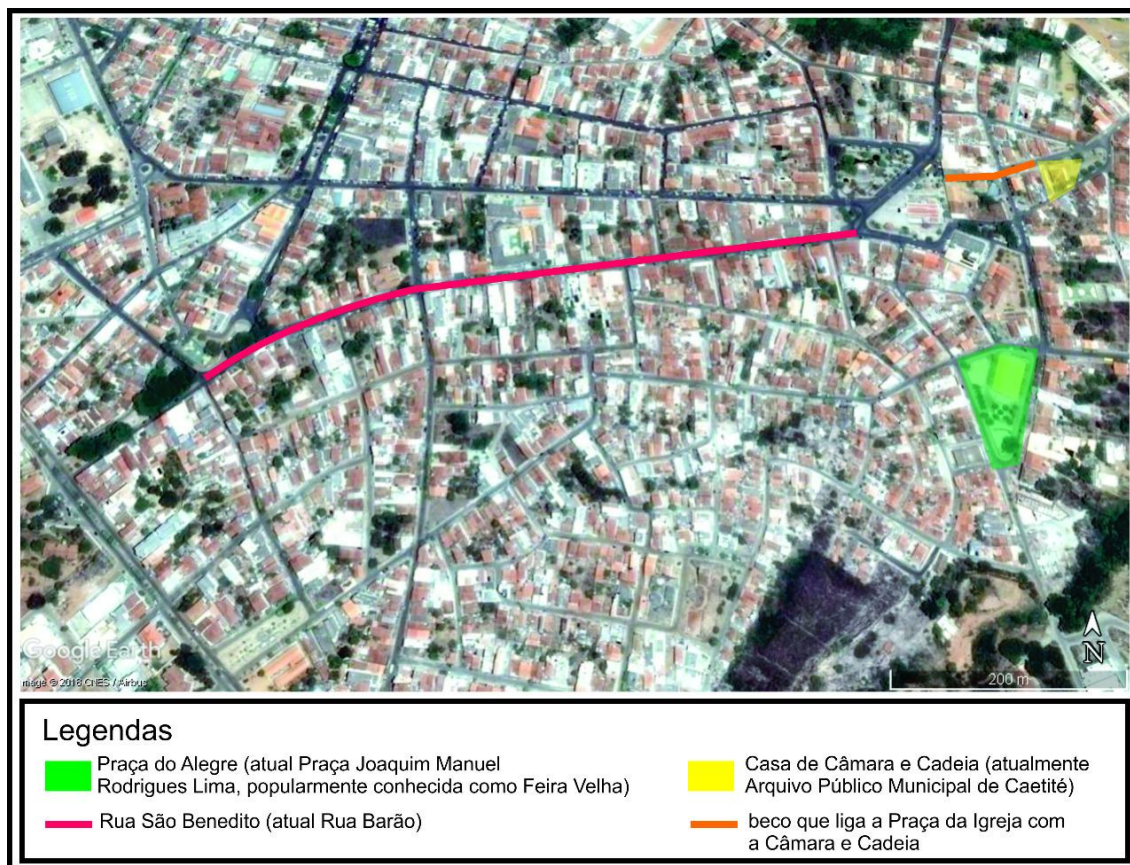 Google Earth
mage © 2018 CNES / Airbus
N
200 m
Legendas
Praça do Alegre (atual Praça Joaquim Manuel
Rodrigues Lima, popularmente conhecida como Feira Velha)
Rua São Benedito (atual Rua Barão)
Casa de Câmara e Cadeia (atualmente
Arquivo Público Municipal de Caetité)
beco que liga a Praça da Igreja com
a Câmara e Cadeia